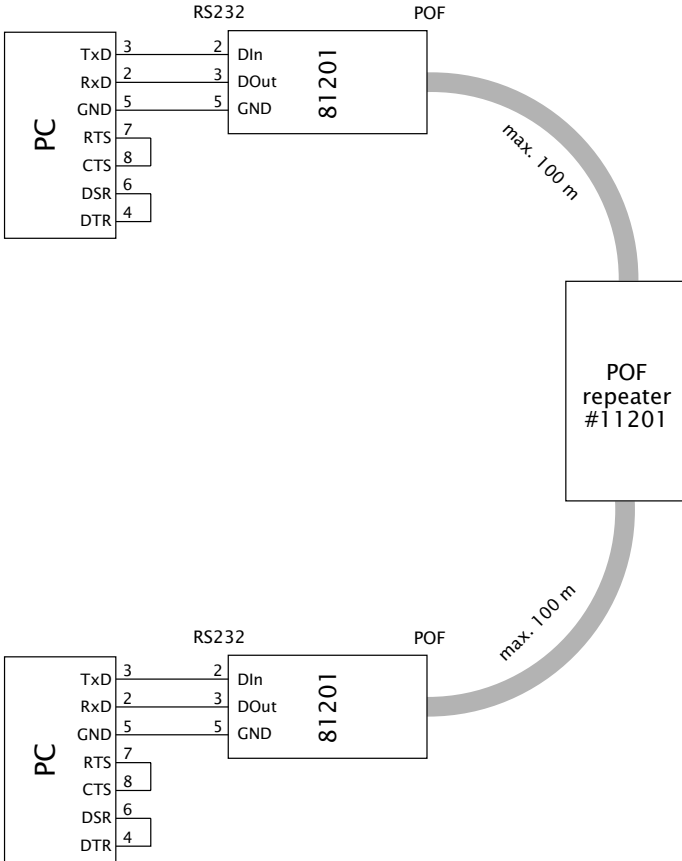 RS232
POF
TxD 3 2 DIn
RxD 2 3 DOut
GND 5 5 GND
RTS 7
CTS 8
DSR 6
DTR 4
PC
81201
max. 100 m
POF
repeater
#11201
max. 100 m
RS232
POF
TxD 3 2 DIn
RxD 2 3 DOut
GND 5 5 GND
RTS 7
CTS 8
DSR 6
DTR 4
PC
81201